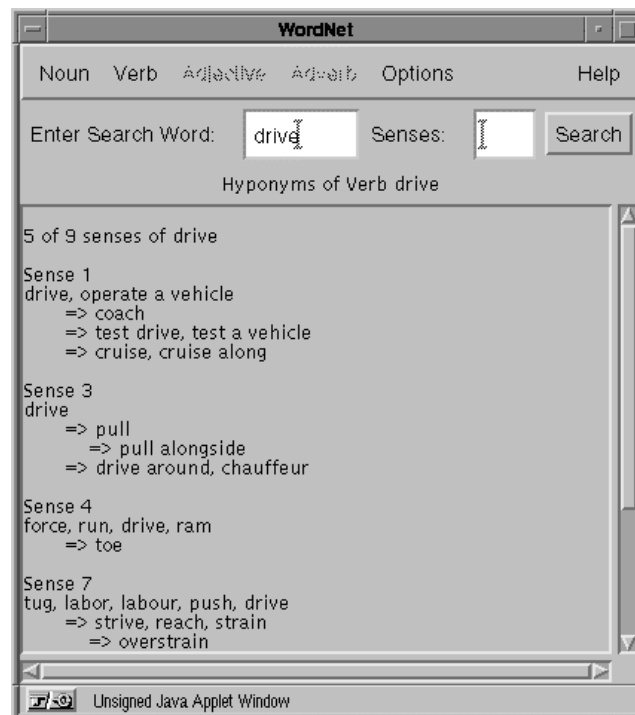 WordNet
Noun Verb Adjective Adverb Options Help
Enter Search Word: drive Senses: Search
Hyponyms of Verb drive
5 of 9 senses of drive
Sense 1
drive, operate a vehicle
=> coach
=> test drive, test a vehicle
=> cruise, cruise along
Sense 3
drive
=> pull
=> pull alongside
=> drive around, chauffeur
Sense 4
force, run, drive, ram
=> toe
Sense 7
tug, labor, labour, push, drive
=> strive, reach, strain
=> overstrain
Unsigned Java Applet Window